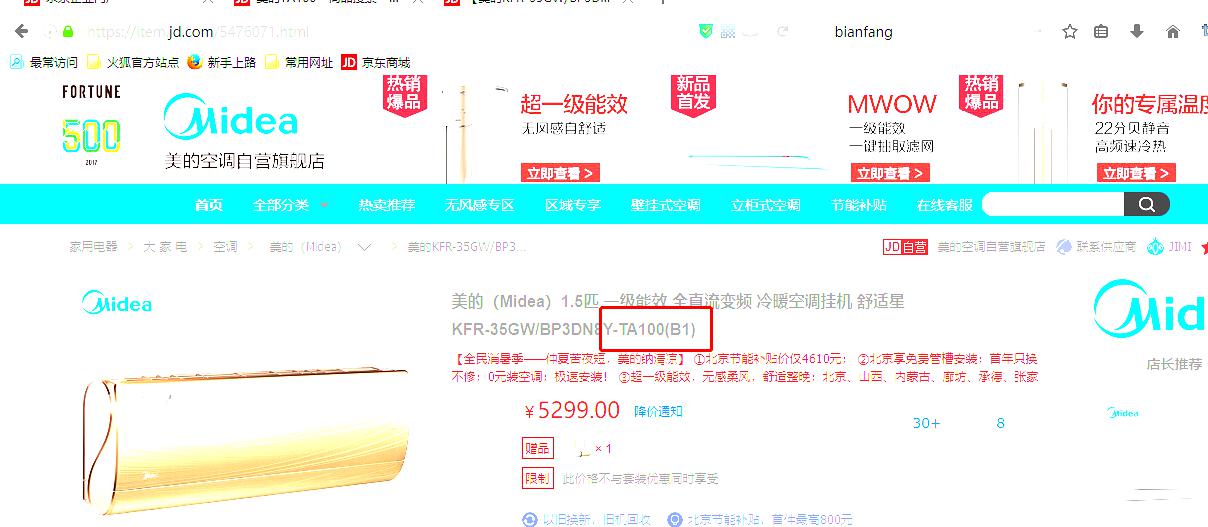 https://item.jd.com/5476071.html
bianfang
最常访问 火狐官方站点 新手上路 常用网址 JD 京东商城
FORTUNE
500
2017
Midea
美的空调自营旗舰店
热销
爆品
超一级能效
无风感自舒适
立即查看 >
新品
首发
MWOW
一级能效
一键抽取滤网
立即查看 >
热销
爆品
你的专属温度
22分贝静音
高频速冷热
立即查看 >
首页 全部分类 热卖推荐 无风感专区 区域专享 壁挂式空调 立柜式空调 节能补贴 在线客服
家用电器 > 大 家 电 > 空调 > 美的（Midea） > 美的KFR-35GW/BP3...
JD自营 美的空调自营旗舰店 联系供应商 JIMI
Midea
美的（Midea）1.5匹 一级能效 全直流变频 冷暖空调挂机 舒适星
KFR-35GW/BP3DN8Y-TA100(B1)
【全民消暑季——仲夏苦夜短，美的纳清凉】 ①北京节能补贴价仅4610元； ②北京享免费管槽安装；首年只换
不修；0元装空调；极速安装！ ③超一级能效，无感柔风，舒适整晚；北京、山西、内蒙古、廊坊、承德、张家
￥5299.00 降价通知
30+ 8
赠品 × 1
限制 此价格不与套装优惠同时享受
以旧换新，旧机回收 北京节能补贴，首件最高800元
Mid
店长推荐
Midea